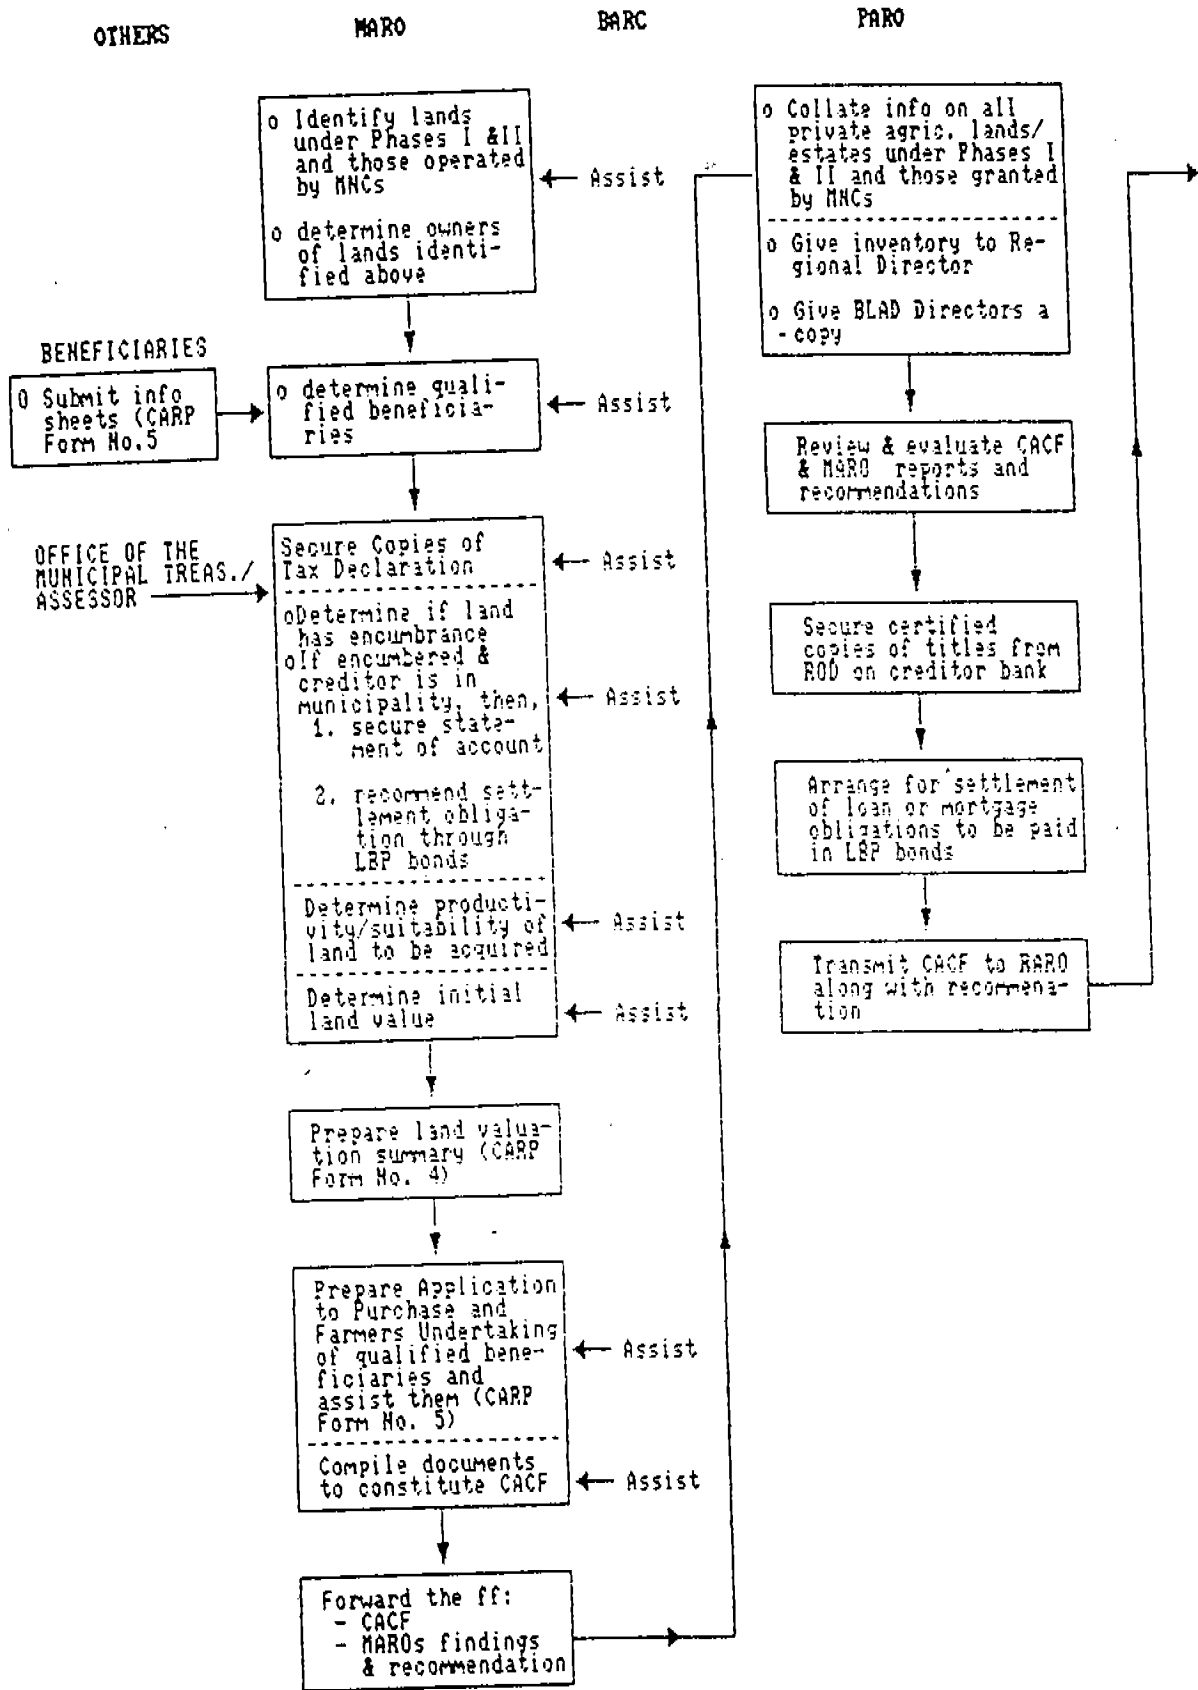 OTHERS
MARO
BARC
PARO
o Identify lands
under Phases I &II
and those operated
by MNCs
o determine owners
of lands identi-
fied above
Assist
BENEFICIARIES
O Submit info
sheets (CARP
Form No.5
o determine quali-
fied beneficia-
ries
Assist
OFFICE OF THE
MUNICIPAL TREAS./
ASSESSOR
Secure Copies of
Tax Declaration
Assist
oDetermine if land
has encumbrance
oIf encumbered &
creditor is in
municipality, then,
1. secure state-
ment of account
2. recommend sett-
lement obliga-
tion through
LBP bonds
Assist
Determine producti-
vity/suitability of
land to be acquired
Assist
Determine initial
land value
Assist
Prepare land valua-
tion summary (CARP
Form No. 4)
Prepare Application
to Purchase and
Farmers Undertaking
of qualified bene-
ficiaries and
assist them (CARP
Form No. 5)
Assist
Compile documents
to constitute CACF
Assist
Forward the ff:
- CACF
- MAROs findings
& recommendation
o Collate info on all
private agric. lands/
estates under Phases I
& II and those granted
by MNCs
o Give inventory to Re-
gional Director
o Give BLAD Directors a
- copy
Review & evaluate CACF
& MARO reports and
recommendations
Secure certified
copies of titles from
ROD on creditor bank
Arrange for settlement
of loan or mortgage
obligations to be paid
in LBP bonds
Transmit CACF to RARO
along with recommena-
tion